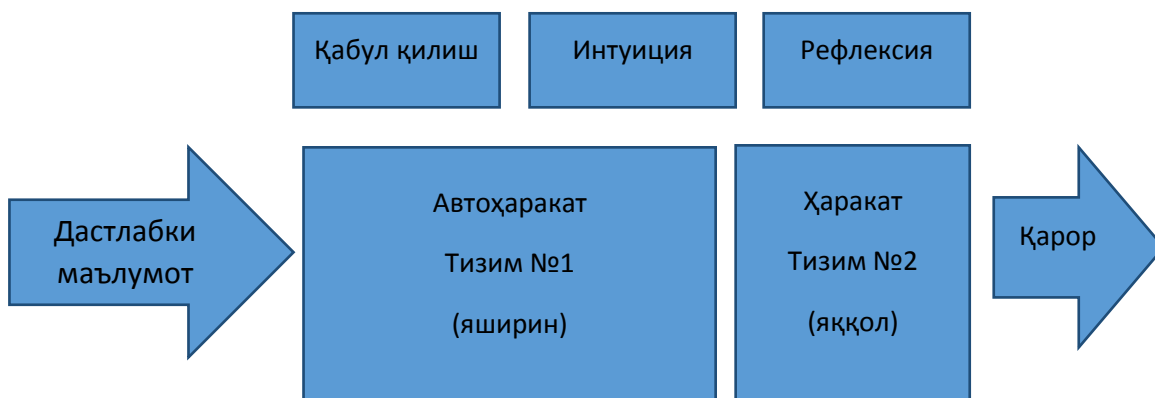 Қабул қилиш
Интуиция
Рефлексия
Дастлабки
маълумот
Автоҳаракат
Тизим №1
(яширин)
Ҳаракат
Тизим №2
(яққол)
Қарор